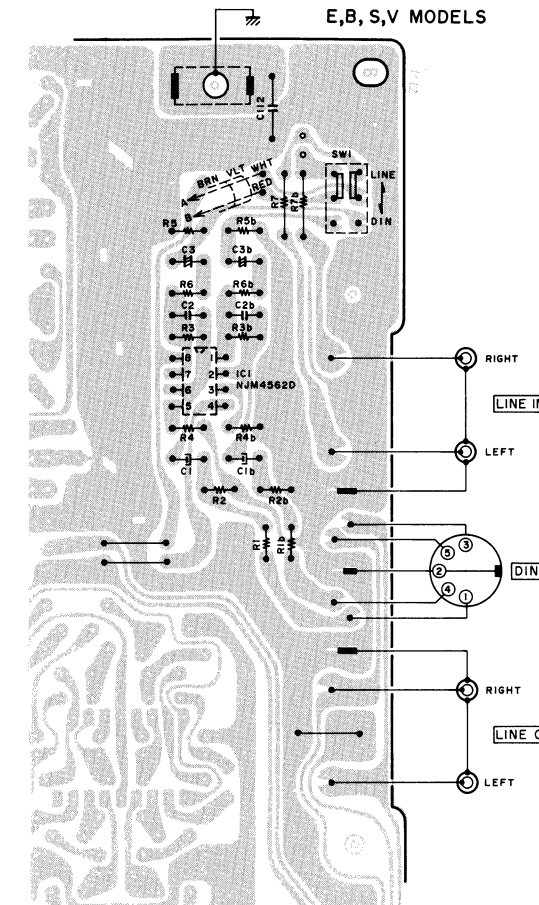 E,B, S,V MODELS
B
C112
SW1
BRN VLT WHT
A
RED
B
LINE
R7
R7b
DIN
R5 R5b
C3 C3b
R6 R6b
C2 C2b
R3 R3b
8 1
7 2 IC1
6 3 NJM4562D
5 4
RIGHT
LINE IN
R4 R4b
LEFT
C1 C1b
R2 R2b
R1 R1b
3
5
2 DIN
4
1
RIGHT
LINE O
LEFT